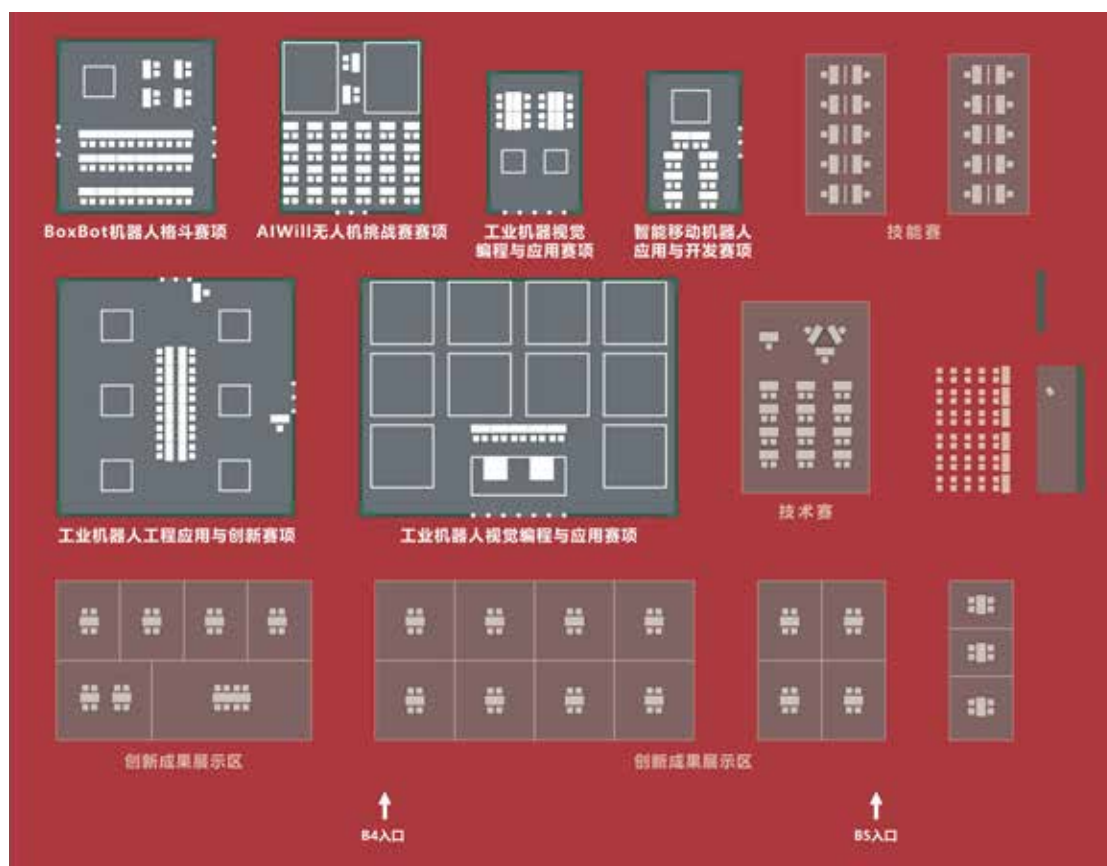 BoxBot机器人格斗赛项
AIWill无人机挑战赛赛项
工业机器视觉
编程与应用赛项
智能移动机器人
应用与开发赛项
技能赛
工业机器人工程应用与创新赛项
工业机器人视觉编程与应用赛项
技术赛
创新成果展示区
创新成果展示区
B4入口
B5入口